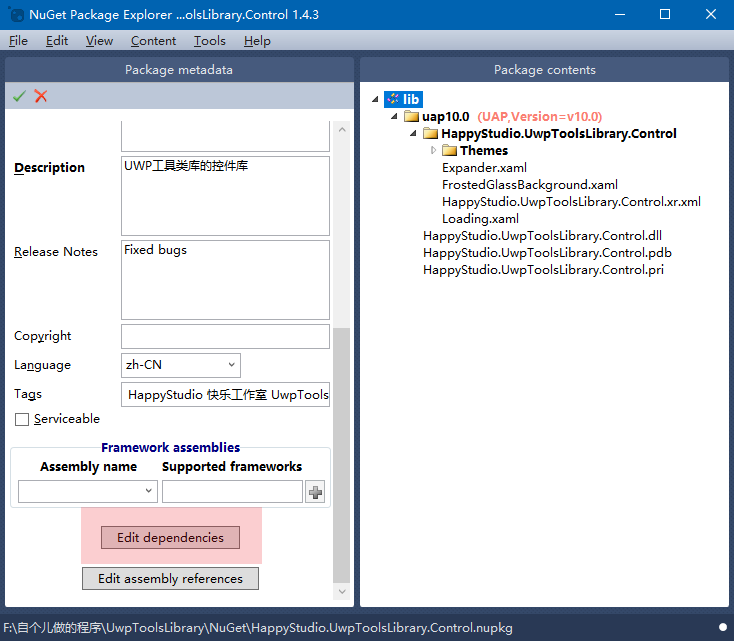 NuGet Package Explorer ...olsLibrary.Control 1.4.3
File Edit View Content Tools Help
Package metadata
Description
UWP工具类库的控件库
Release Notes
Fixed bugs
Copyright
Language
zh-CN
Tags
HappyStudio 快乐工作室 UwpTools
Serviceable
Framework assemblies
Assembly name Supported frameworks
Edit dependencies
Edit assembly references
Package contents
lib
uap10.0 (UAP,Version=v10.0)
HappyStudio.UwpToolsLibrary.Control
Themes
Expander.xaml
FrostedGlassBackground.xaml
HappyStudio.UwpToolsLibrary.Control.xr.xml
Loading.xaml
HappyStudio.UwpToolsLibrary.Control.dll
HappyStudio.UwpToolsLibrary.Control.pdb
HappyStudio.UwpToolsLibrary.Control.pri
F:\自个儿做的程序\UwpToolsLibrary\NuGet\HappyStudio.UwpToolsLibrary.Control.nupkg